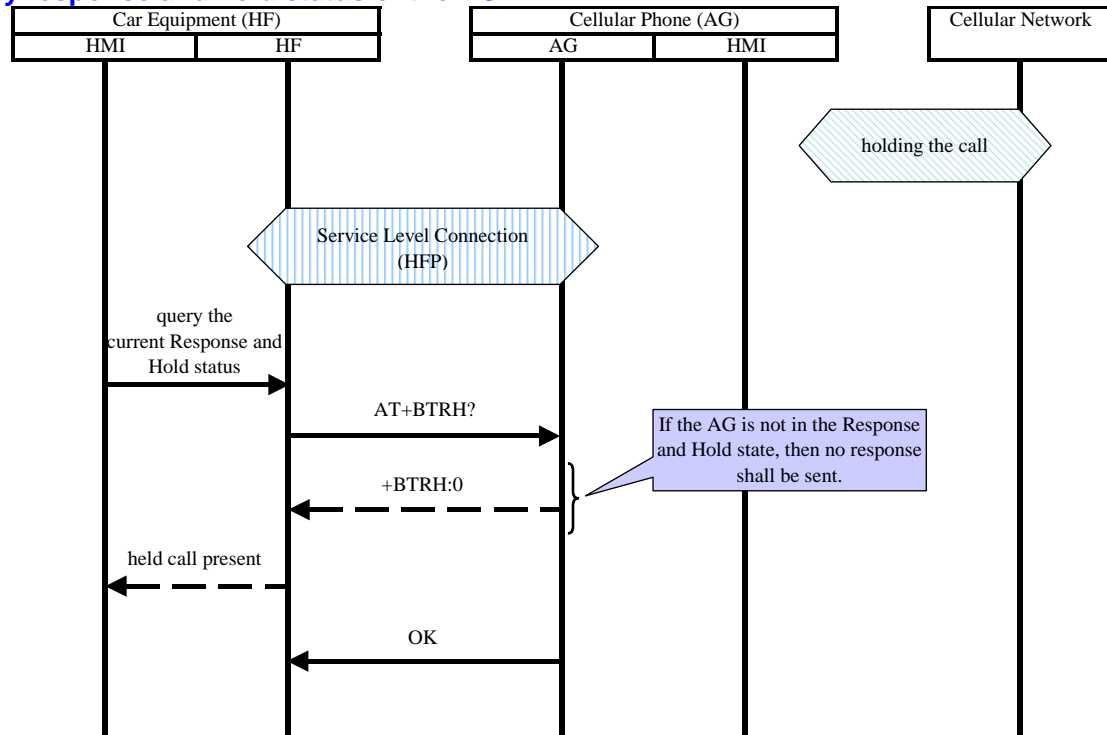 Car Equipment (HF)
Cellular Phone (AG)
Cellular Network
HMI
HF
AG
HMI
holding the call
Service Level Connection
(HFP)
query the
current Response and
Hold status
AT+BTRH?
If the AG is not in the Response
and Hold state, then no response
shall be sent.
+BTRH:0
held call present
OK